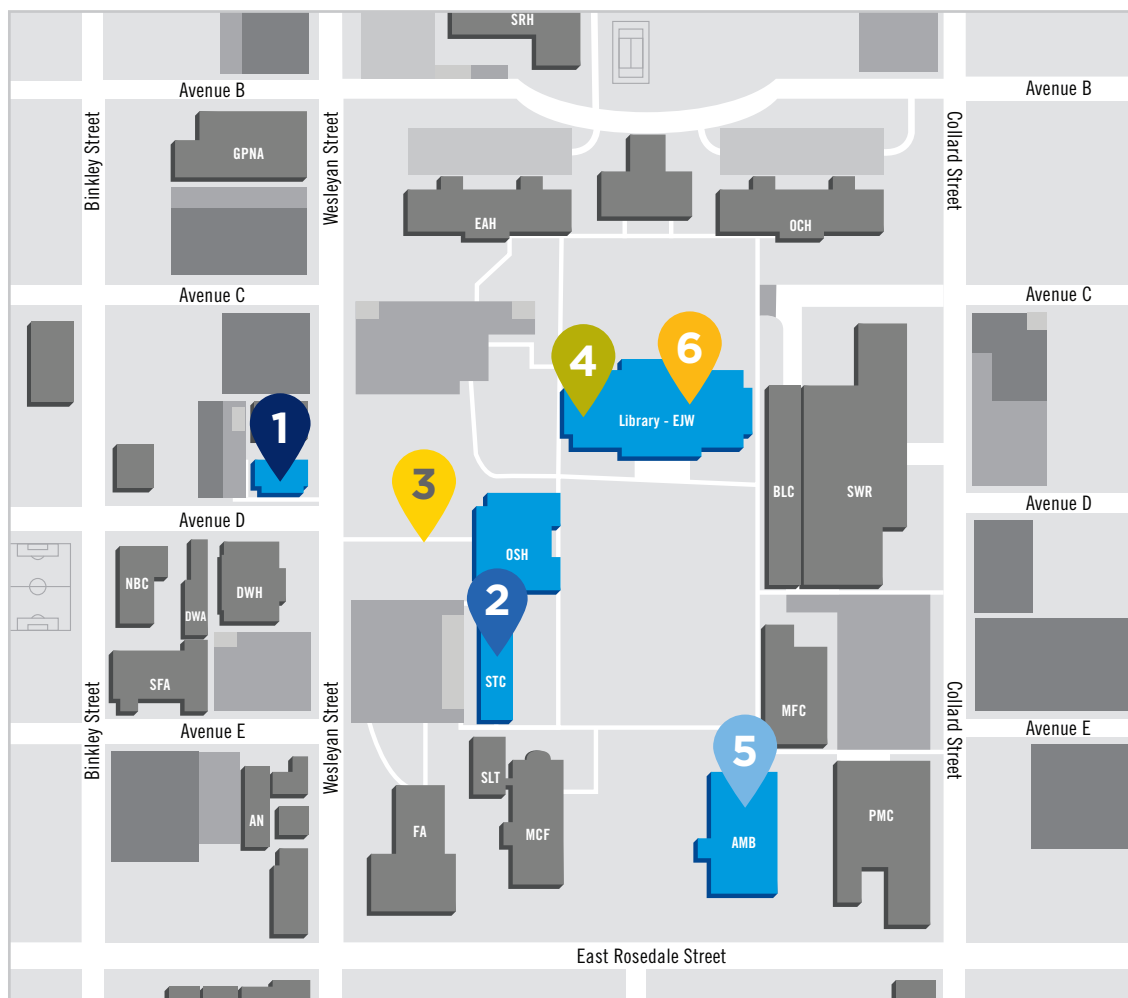 SRH
Avenue B
Avenue B
Binkley Street
Wesleyan Street
Collard Street
GPNA
EAH
OCH
Avenue C
Avenue C
4
6
1
Library - EJW
3
BLC
SWR
Avenue D
Avenue D
OSH
NBC
DWH
2
DWA
SFA
STC
Binkley Street
Wesleyan Street
Collard Street
MFC
Avenue E
Avenue E
5
SLT
AN
FA
MCF
AMB
PMC
East Rosedale Street